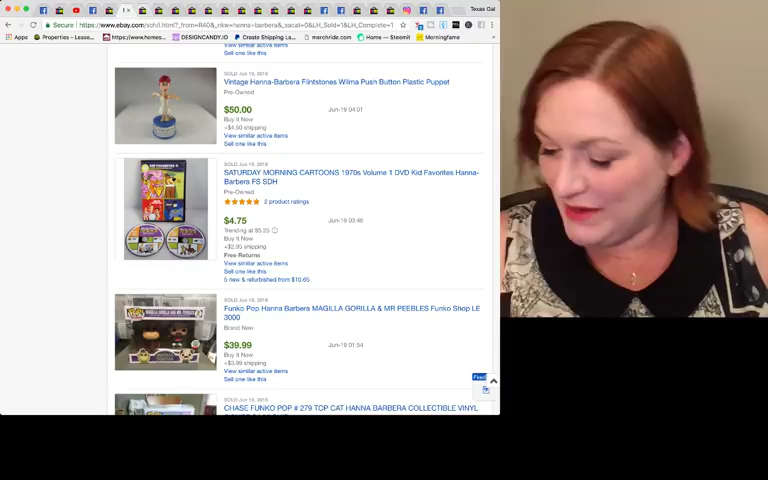 Texas Gal
Secure
https://www.ebay.com/sch/i.html?_from=R40&_nkw=hanna+barbera&_sacat=0&LH_Sold=1&LH_Complete=1
Apps
Properties – Lease...
https://www.homes...
DESIGNCANDY.IO
Create Shipping La...
merchride.com
Home — Steemit
Morningfame
View similar active items
Sell one like this
SOLD Jun 19, 2018
Vintage Hanna-Barbera Flintstones Wilma Push Button Plastic Puppet
Pre-Owned
$50.00
Jun-19 04:01
Buy It Now
View similar active items
Sell one like this
SOLD Jun 19, 2018
SATURDAY MORNING CARTOONS 1970s Volume 1 DVD Kid Favorites Hanna-
Barbera FS SDH
Pre-Owned
2 product ratings
$4.75
Jun-19 03:46
Trending at $5.25
Buy It Now
+$2.95 shipping
Free Returns
View similar active items
Sell one like this
5 new & refurbished from $10.65
SOLD Jun 19, 2018
Funko Pop Hanna Barbera MAGILLA GORILLA & MR PEEBLES Funko Shop LE
3000
Brand New
$39.99
Jun-19 01:54
Buy It Now
+$3.99 shipping
View similar active items
Sell one like this
SOLD Jun 19, 2018
CHASE FUNKO POP # 279 TOP CAT HANNA BARBERA COLLECTIBLE VINYL